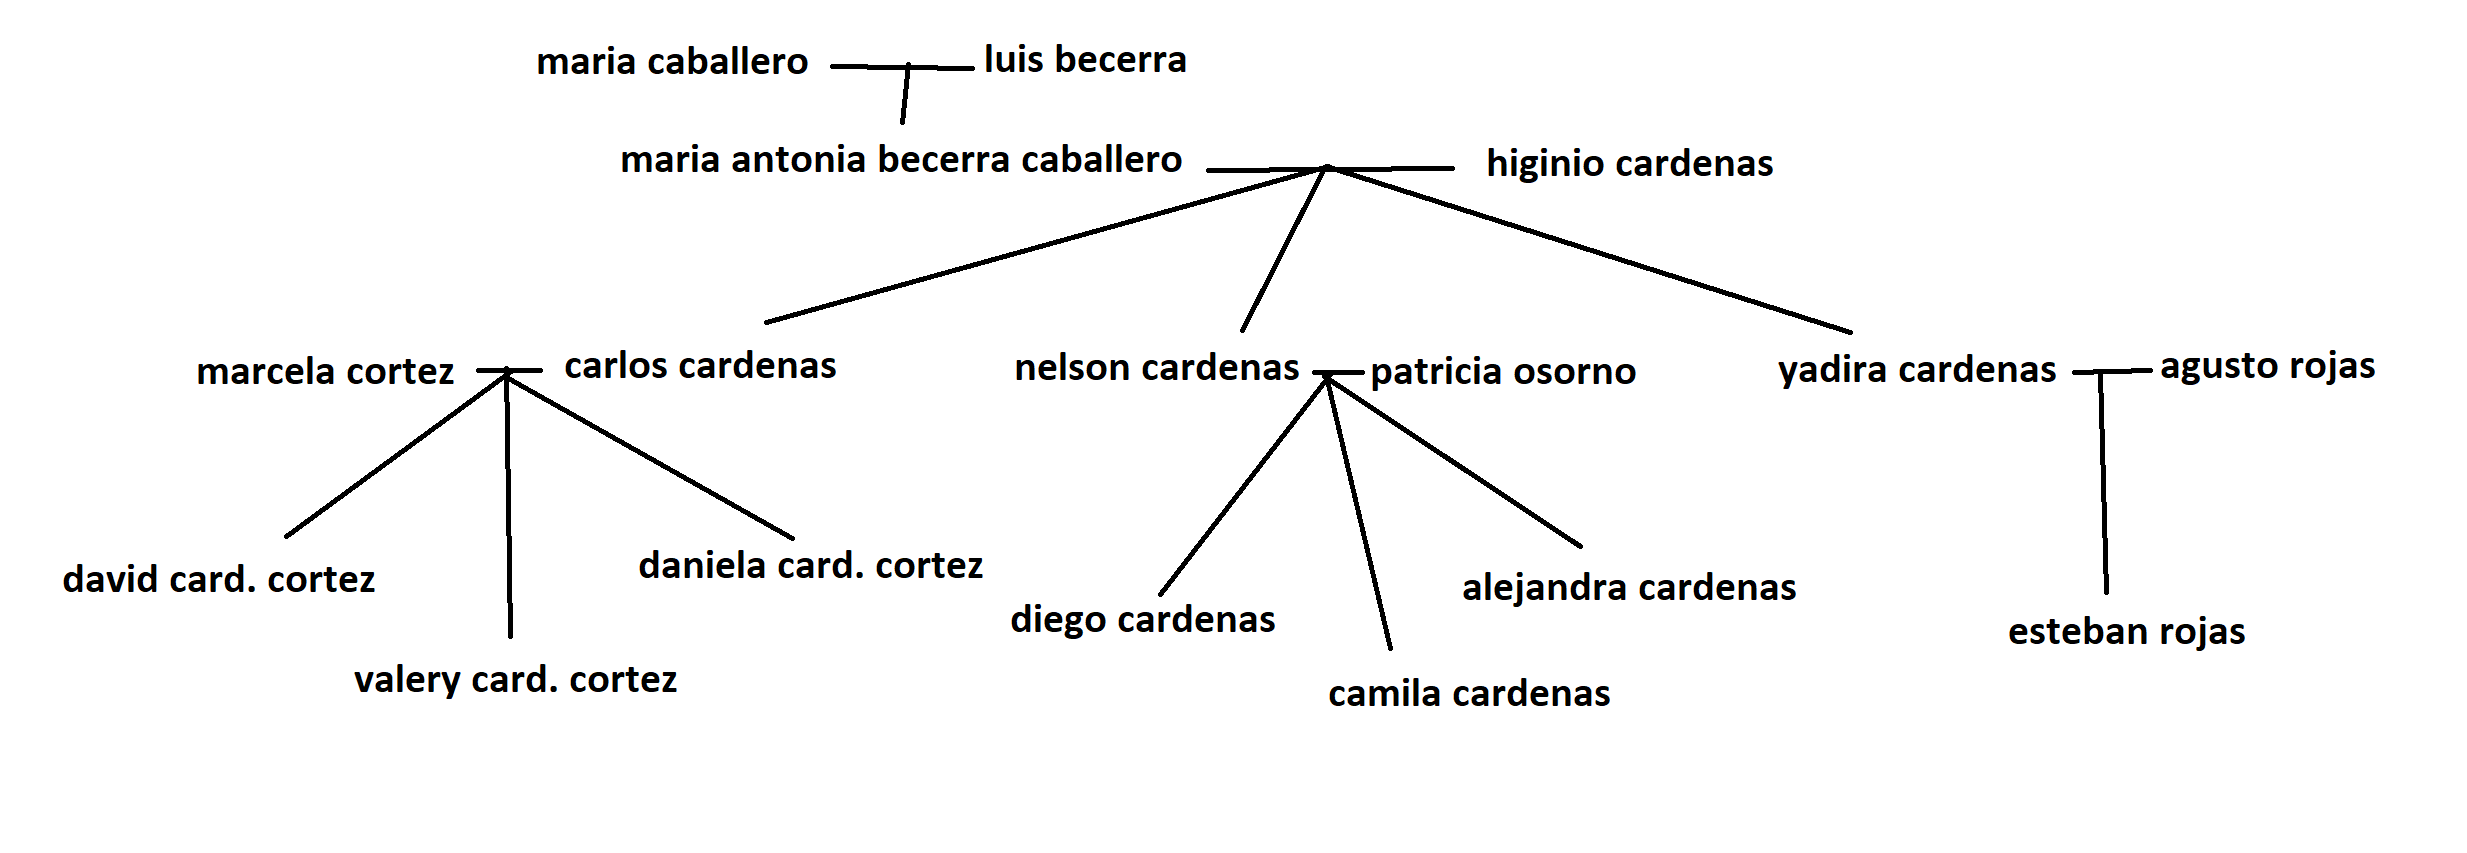 maria caballero
luis becerra
maria antonia becerra caballero
higinio cardenas
marcela cortez
carlos cardenas
nelson cardenas
patricia osorno
yadira cardenas
agusto rojas
david card. cortez
daniela card. cortez
valery card. cortez
diego cardenas
alejandra cardenas
camila cardenas
esteban rojas